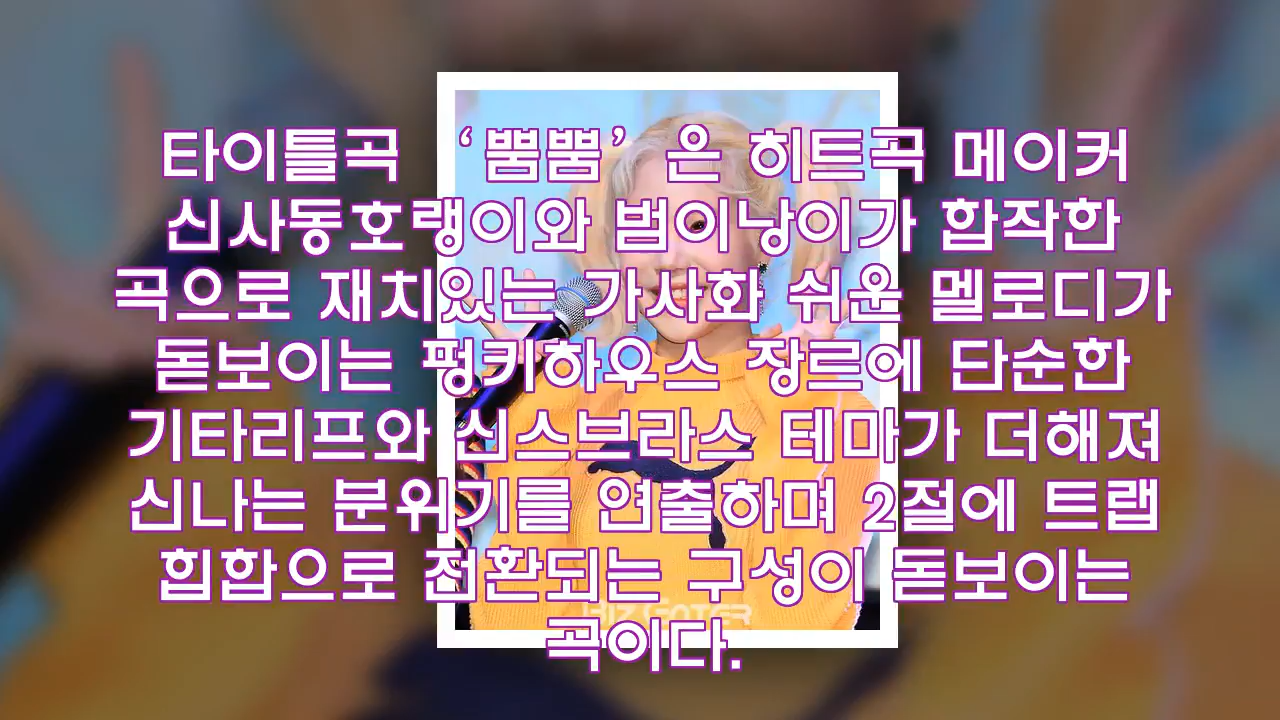 타이틀곡 ‘뿜뿜’은 히트곡 메이커
신사동호랭이와 범이낭이가 합작한
곡으로 재치있는 가사화 쉬운 멜로디가
돋보이는 펑키하우스 장르에 단순한
기타리프와 신스브라스 테마가 더해져
신나는 분위기를 연출하며 2절에 트랩
힙합으로 전환되는 구성이 돋보이는
곡이다.
BIZ ENTER